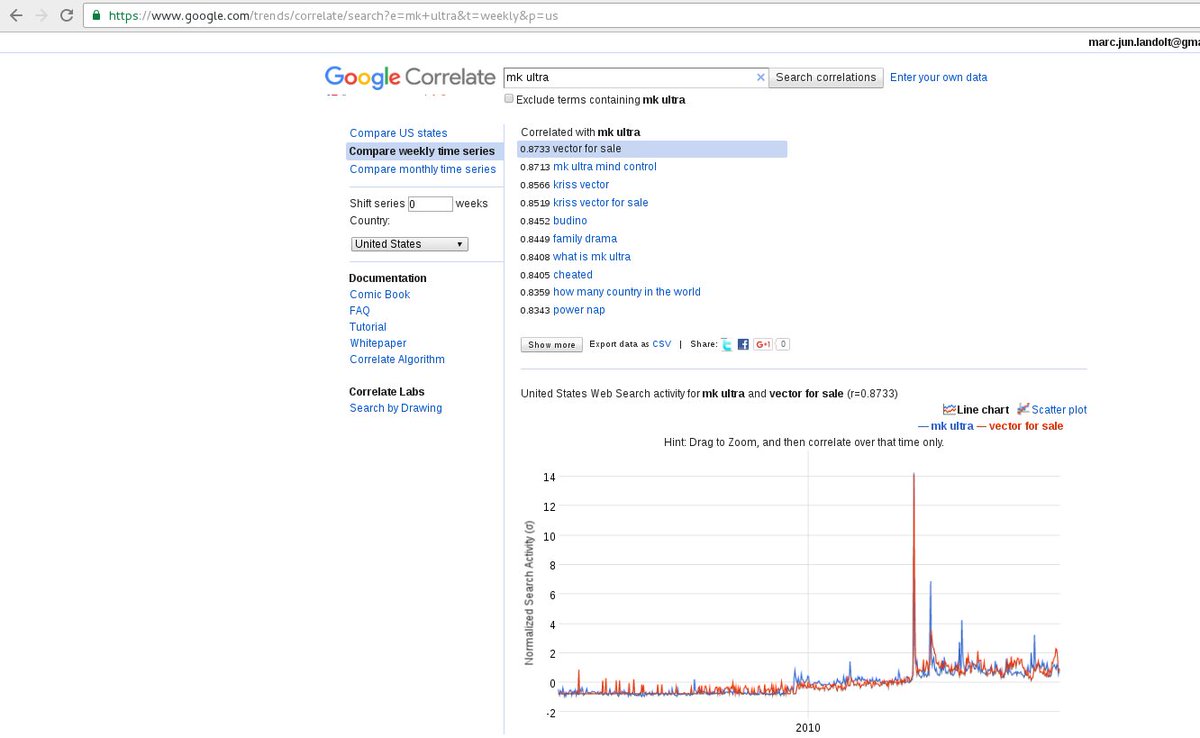 https://www.google.com/trends/correlate/search?e=mk+ultra&t=weekly&p=us
marc.jun.landolt@gma
Google Correlate
mk ultra
Search correlations
Enter your own data
Exclude terms containing mk ultra
Compare US states
Compare weekly time series
Compare monthly time series
Shift series 0 weeks
Country:
United States
Documentation
Comic Book
FAQ
Tutorial
Whitepaper
Correlate Algorithm
Correlate Labs
Search by Drawing
Correlated with mk ultra
0.8733 vector for sale
0.8713 mk ultra mind control
0.8566 kriss vector
0.8519 kriss vector for sale
0.8452 budino
0.8449 family drama
0.8408 what is mk ultra
0.8405 cheated
0.8359 how many country in the world
0.8343 power nap
Show more Export data as CSV | Share: G+1 0
United States Web Search activity for mk ultra and vector for sale (r=0.8733)
Line chart Scatter plot
— mk ultra — vector for sale
Hint: Drag to Zoom, and then correlate over that time only.
Normalized Search Activity (σ)
14
12
10
8
6
4
2
0
-2
2010